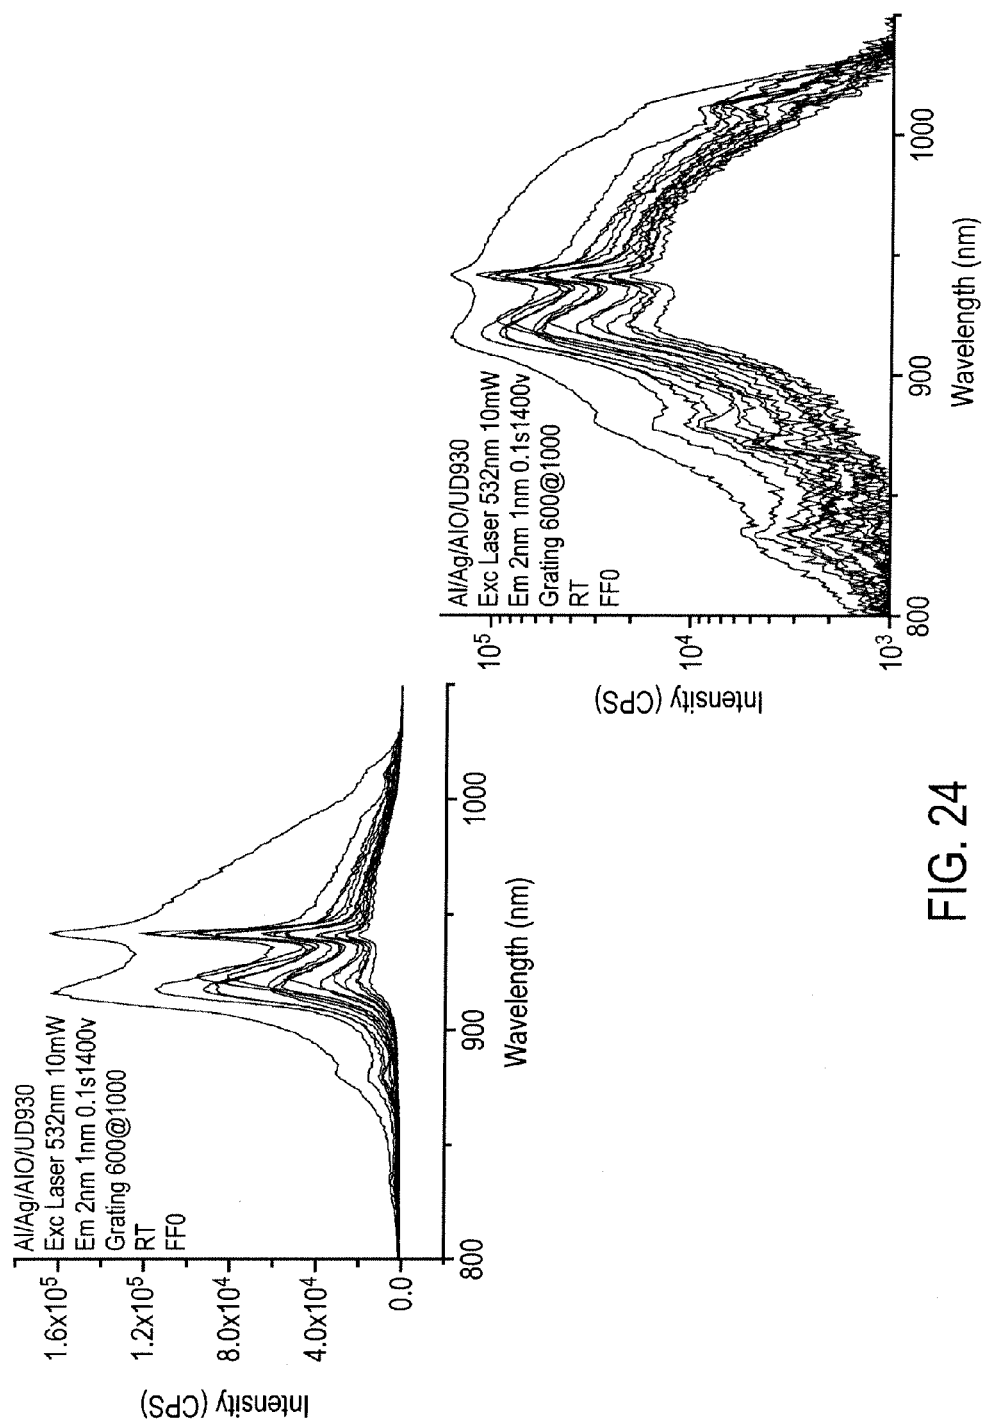 Al/Ag/AlO/UD930
Exc Laser 532nm 10mW
Em 2nm 1nm 0.1s1400v
Grating 600@1000
RT
FF0
1.6x10⁵
1.2x10⁵
8.0x10⁴
4.0x10⁴
0.0
Intensity (CPS)
800
900
1000
Wavelength (nm)
Al/Ag/AlO/UD930
Exc Laser 532nm 10mW
Em 2nm 1nm 0.1s1400v
Grating 600@1000
RT
FF0
10⁵
10⁴
10³
Intensity (CPS)
800
900
1000
Wavelength (nm)
FIG. 24